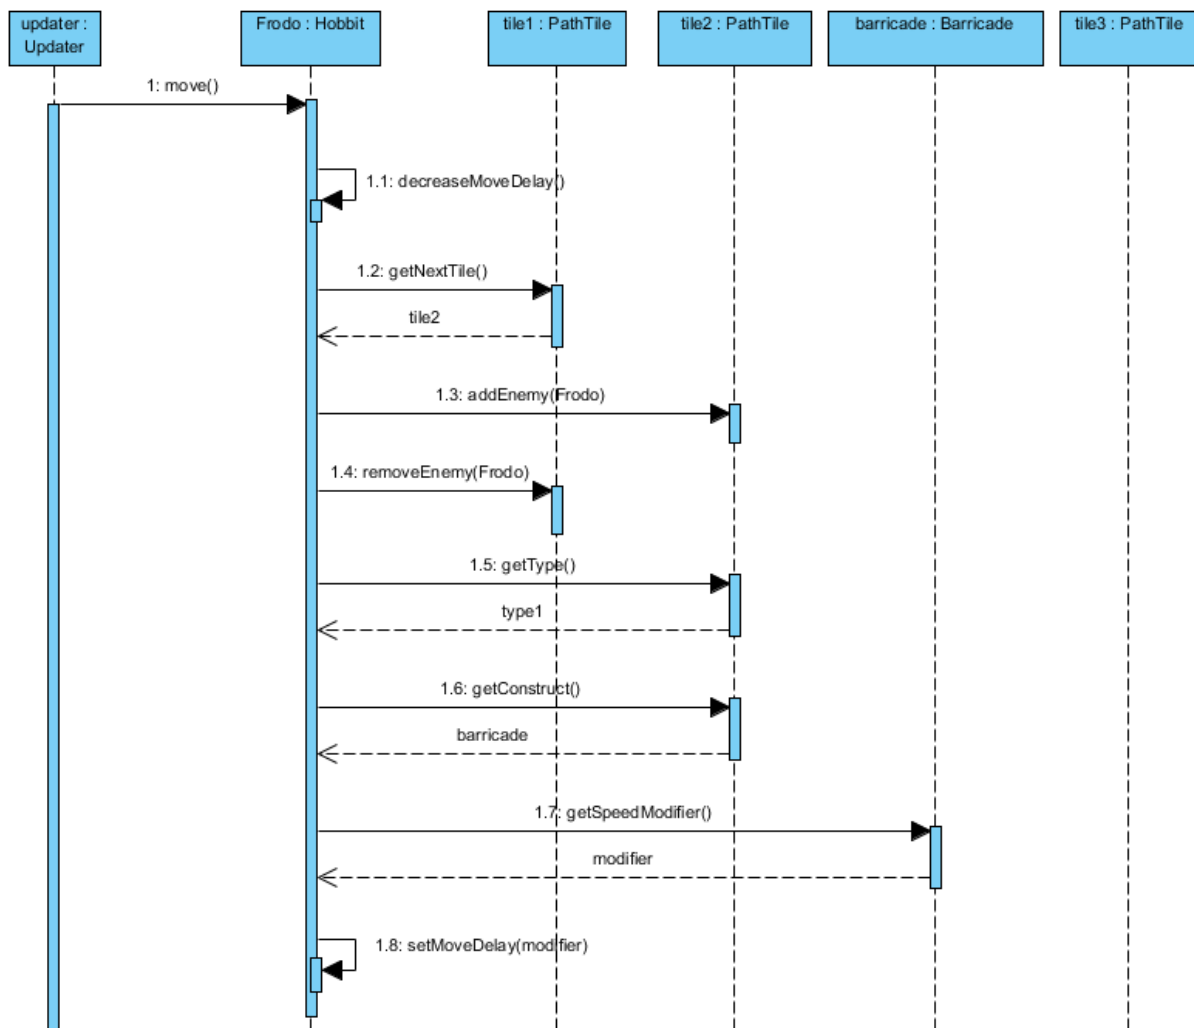 updater :
Updater
Frodo : Hobbit
tile1 : PathTile
tile2 : PathTile
barricade : Barricade
tile3 : PathTile
1: move()
1.1: decreaseMoveDelay()
1.2: getNextTile()
tile2
1.3: addEnemy(Frodo)
1.4: removeEnemy(Frodo)
1.5: getType()
type1
1.6: getConstruct()
barricade
1.7: getSpeedModifier()
modifier
1.8: setMoveDelay(modifier)